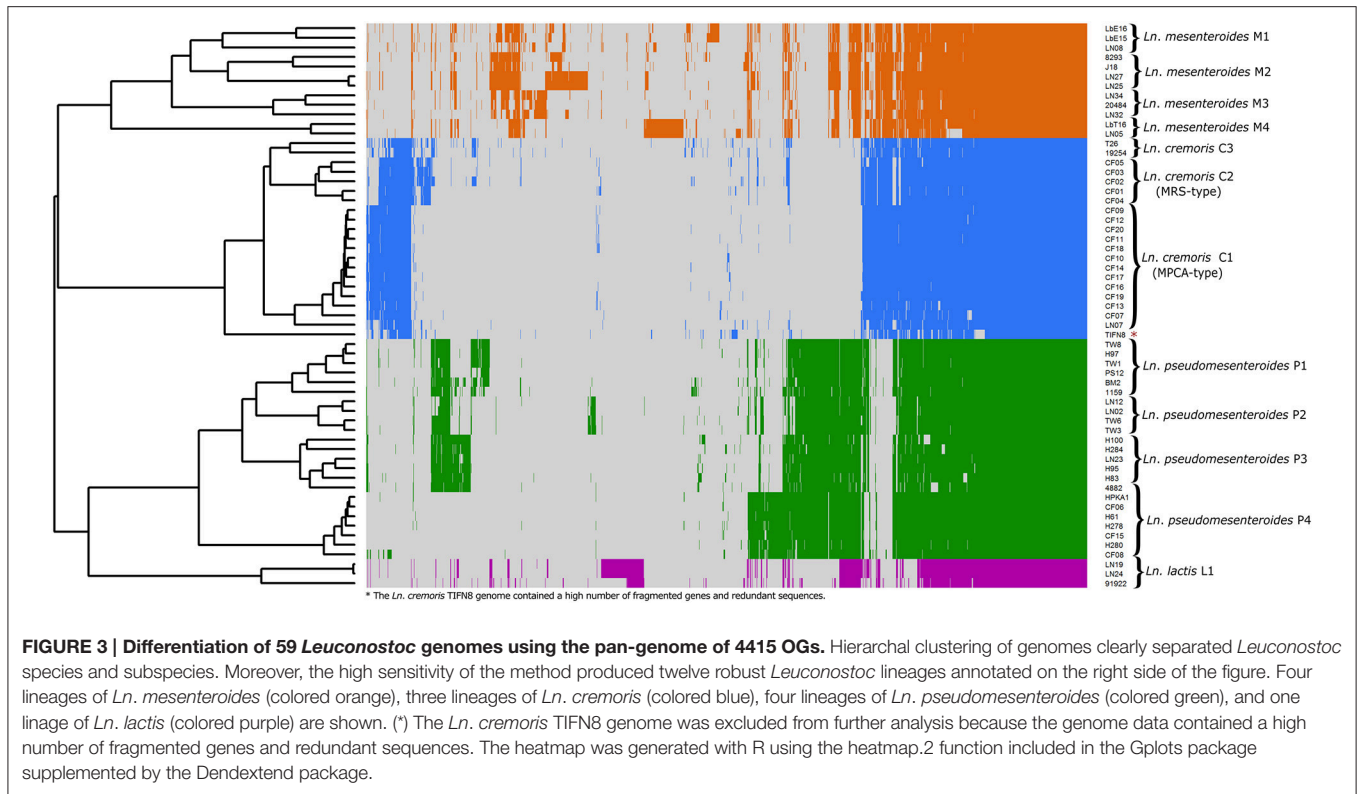 LbE16
LbE15
LN08
8293
J18
LN27
LN25
LN34
20484
LN32
LbT16
LN05
T26
19254
CF05
CF03
CF02
CF01
CF04
CF09
CF12
CF20
CF11
CF18
CF10
CF14
CF17
CF16
CF19
CF13
CF07
LN07
TIFN8 *
TW8
H97
TW1
PS12
BM2
1159
LN12
LN02
TW6
TW3
H100
H284
LN23
H95
H83
4882
HPKA1
CF06
H61
H278
CF15
H280
CF08
LN19
LN24
91922
Ln. mesenteroides M1
Ln. mesenteroides M2
Ln. mesenteroides M3
Ln. mesenteroides M4
Ln. cremoris C3
Ln. cremoris C2
(MRS-type)
Ln. cremoris C1
(MPCA-type)
Ln. pseudomesenteroides P1
Ln. pseudomesenteroides P2
Ln. pseudomesenteroides P3
Ln. pseudomesenteroides P4
Ln. lactis L1
* The Ln. cremoris TIFN8 genome contained a high number of fragmented genes and redundant sequences.
FIGURE 3 | Differentiation of 59 Leuconostoc genomes using the pan-genome of 4415 OGs. Hierarchal clustering of genomes clearly separated Leuconostoc
species and subspecies. Moreover, the high sensitivity of the method produced twelve robust Leuconostoc lineages annotated on the right side of the figure. Four
lineages of Ln. mesenteroides (colored orange), three lineages of Ln. cremoris (colored blue), four lineages of Ln. pseudomesenteroides (colored green), and one
linage of Ln. lactis (colored purple) are shown. (*) The Ln. cremoris TIFN8 genome was excluded from further analysis because the genome data contained a high
number of fragmented genes and redundant sequences. The heatmap was generated with R using the heatmap.2 function included in the Gplots package
supplemented by the Dendextend package.